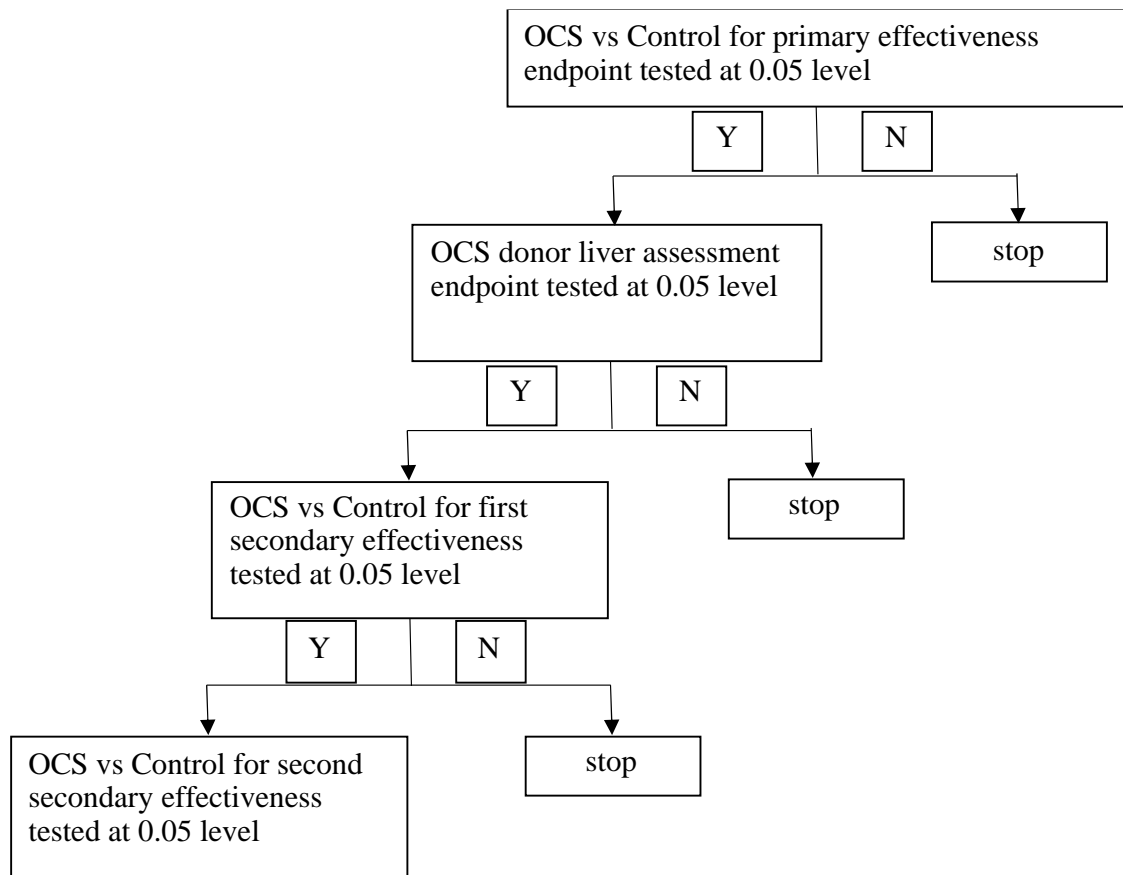 OCS vs Control for primary effectiveness
endpoint tested at 0.05 level
Y
N
OCS donor liver assessment
endpoint tested at 0.05 level
stop
Y
N
OCS vs Control for first
secondary effectiveness
tested at 0.05 level
stop
Y
N
OCS vs Control for second
secondary effectiveness
tested at 0.05 level
stop